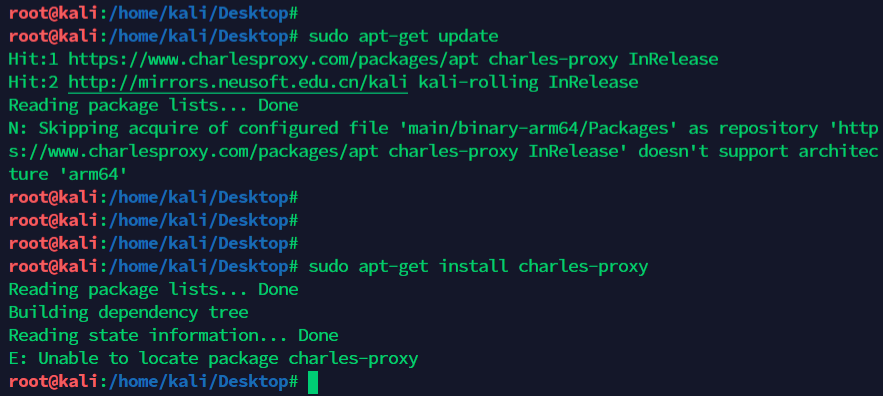 root@kali:/home/kali/Desktop#
root@kali:/home/kali/Desktop# sudo apt-get update
Hit:1 https://www.charlesproxy.com/packages/apt charles-proxy InRelease
Hit:2 http://mirrors.neusoft.edu.cn/kali kali-rolling InRelease
Reading package lists... Done
N: Skipping acquire of configured file 'main/binary-arm64/Packages' as repository 'http
s://www.charlesproxy.com/packages/apt charles-proxy InRelease' doesn't support architec
ture 'arm64'
root@kali:/home/kali/Desktop#
root@kali:/home/kali/Desktop#
root@kali:/home/kali/Desktop#
root@kali:/home/kali/Desktop# sudo apt-get install charles-proxy
Reading package lists... Done
Building dependency tree
Reading state information... Done
E: Unable to locate package charles-proxy
root@kali:/home/kali/Desktop#